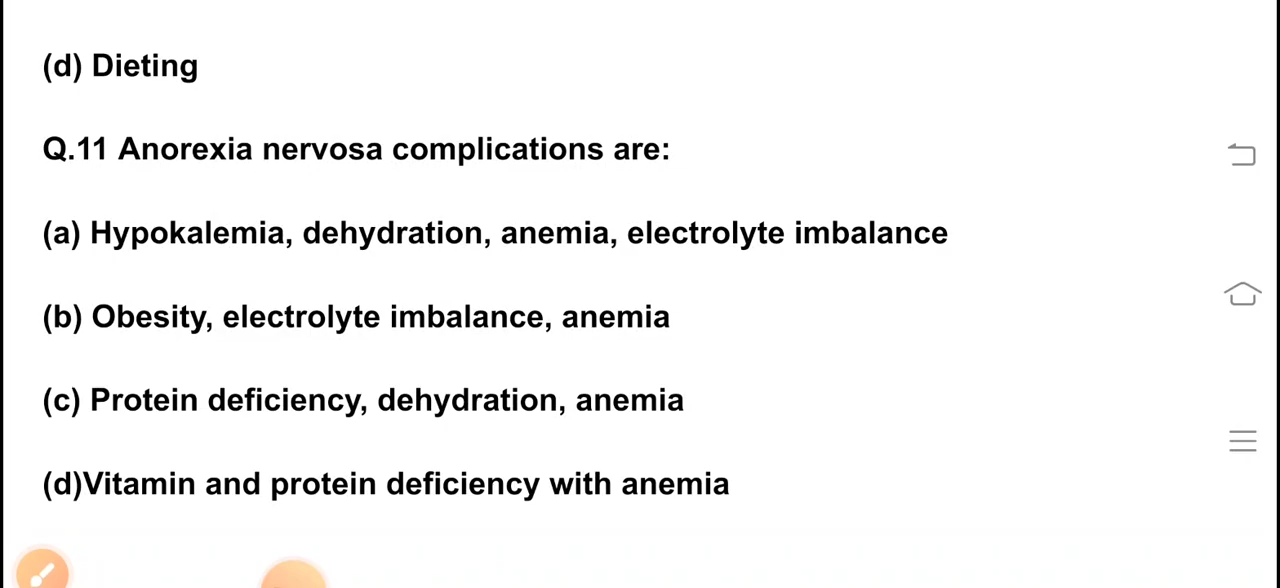 (d) Dieting
Q.11 Anorexia nervosa complications are:
(a) Hypokalemia, dehydration, anemia, electrolyte imbalance
(b) Obesity, electrolyte imbalance, anemia
(c) Protein deficiency, dehydration, anemia
(d)Vitamin and protein deficiency with anemia